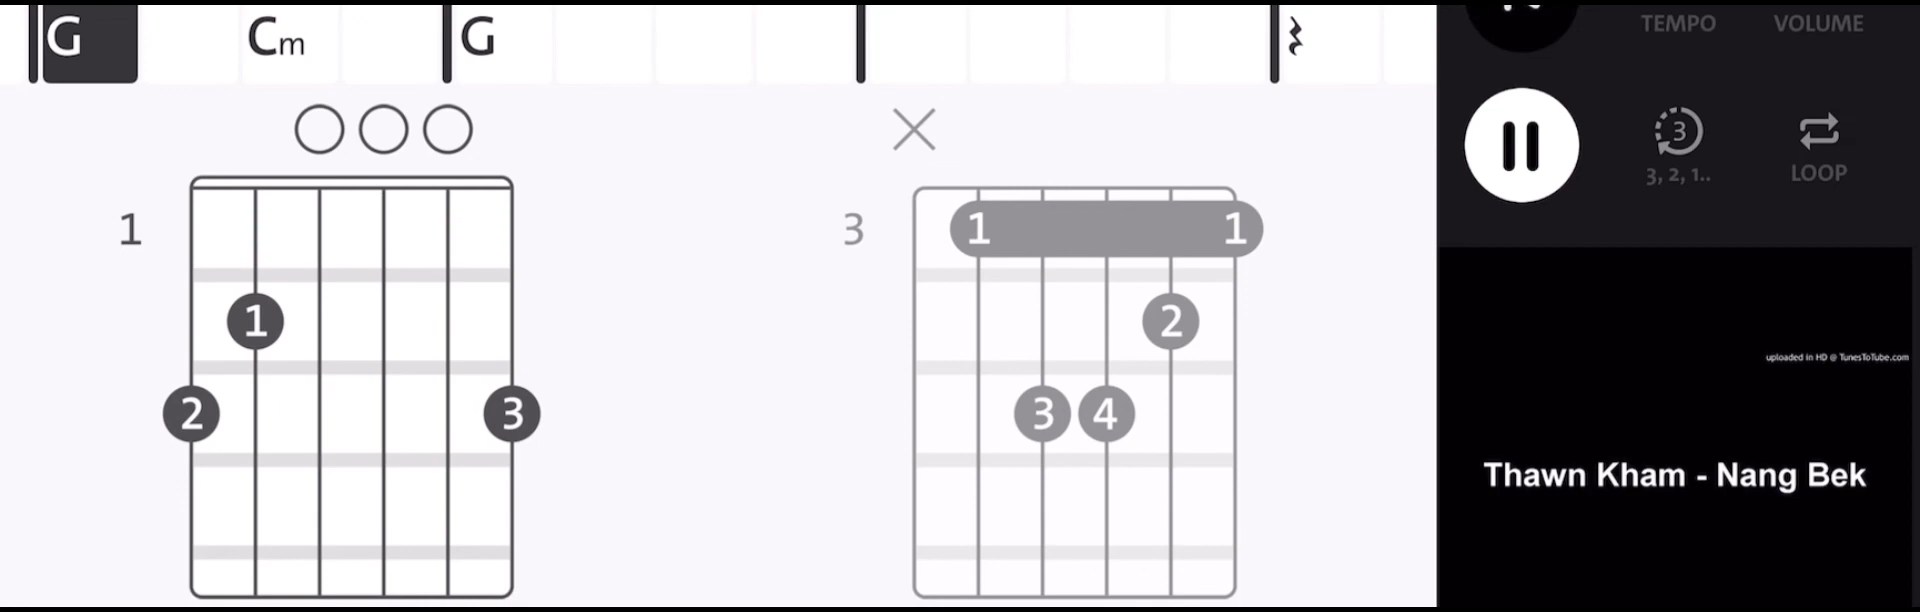 G Cm G
TEMPO VOLUME
3
3, 2, 1..
LOOP
1
1
2
3
3
1 1
2
3 4
uploaded in HD @ TunesToTube.com
Thawn Kham - Nang Bek